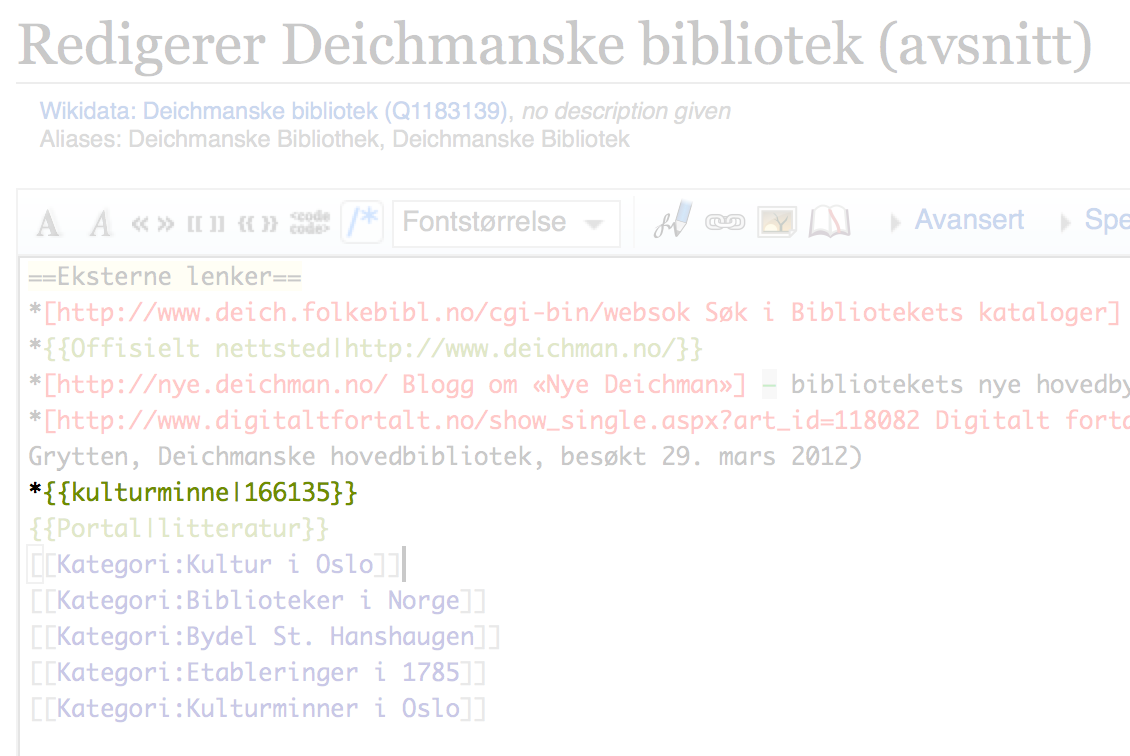 Redigerer Deichmanske bibliotek (avsnitt)
Wikidata: Deichmanske bibliotek (Q1183139), no description given
Aliases: Deichmanske Bibliothek, Deichmanske Bibliotek
A A « » [[ ]] {{ }} <code code> /* Fontstørrelse Avansert Spe
==Eksterne lenker==
*[http://www.deich.folkebibl.no/cgi-bin/websok Søk i Bibliotekets kataloger]
*{{Offisielt nettsted|http://www.deichman.no/}}
*[http://nye.deichman.no/ Blogg om «Nye Deichman»] – bibliotekets nye hovedby
*[http://www.digitaltfortalt.no/show_single.aspx?art_id=118082 Digitalt forta
Grytten, Deichmanske hovedbibliotek, besøkt 29. mars 2012)
*{{kulturminne|166135}}
{{Portal|litteratur}}
[[Kategori:Kultur i Oslo]]
[[Kategori:Biblioteker i Norge]]
[[Kategori:Bydel St. Hanshaugen]]
[[Kategori:Etableringer i 1785]]
[[Kategori:Kulturminner i Oslo]]